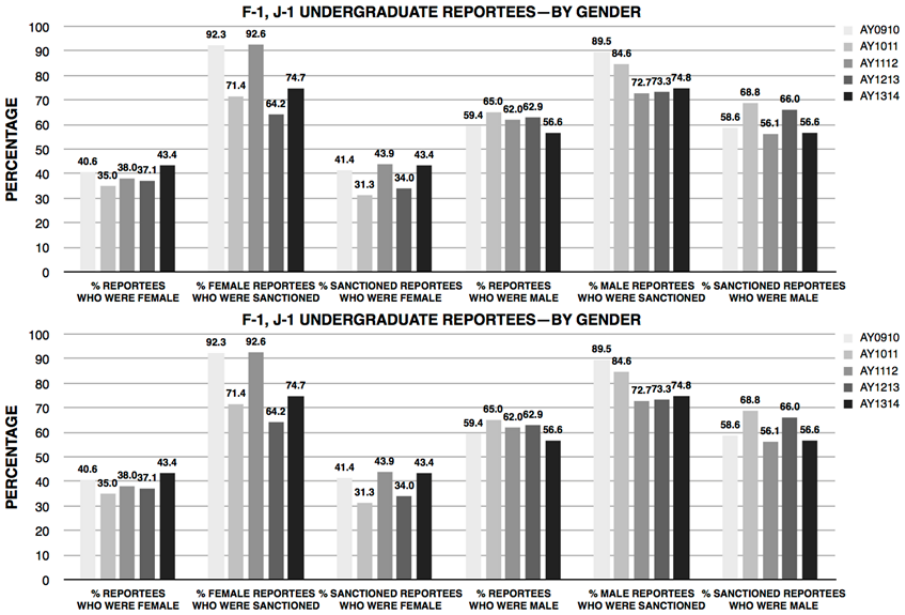 F-1, J-1 UNDERGRADUATE REPORTEES—BY GENDER
PERCENTAGE
100
90
80
70
60
50
40
30
20
10
0
40.6 35.0 38.0 37.1 43.4
92.3 71.4 92.6 64.2 74.7
41.4 31.3 43.9 34.0 43.4
59.4 65.0 62.0 62.9 56.6
89.5 84.6 72.7 73.3 74.8
58.6 68.8 56.1 66.0 56.6
% REPORTEES
WHO WERE FEMALE
% FEMALE REPORTEES
WHO WERE SANCTIONED
% SANCTIONED REPORTEES
WHO WERE FEMALE
% REPORTEES
WHO WERE MALE
% MALE REPORTEES
WHO WERE SANCTIONED
% SANCTIONED REPORTEES
WHO WERE MALE
AY0910
AY1011
AY1112
AY1213
AY1314
F-1, J-1 UNDERGRADUATE REPORTEES—BY GENDER
PERCENTAGE
100
90
80
70
60
50
40
30
20
10
0
40.6 35.0 38.0 37.1 43.4
92.3 71.4 92.6 64.2 74.7
41.4 31.3 43.9 34.0 43.4
59.4 65.0 62.0 62.9 56.6
89.5 84.6 72.7 73.3 74.8
58.6 68.8 56.1 66.0 56.6
% REPORTEES
WHO WERE FEMALE
% FEMALE REPORTEES
WHO WERE SANCTIONED
% SANCTIONED REPORTEES
WHO WERE FEMALE
% REPORTEES
WHO WERE MALE
% MALE REPORTEES
WHO WERE SANCTIONED
% SANCTIONED REPORTEES
WHO WERE MALE
AY0910
AY1011
AY1112
AY1213
AY1314